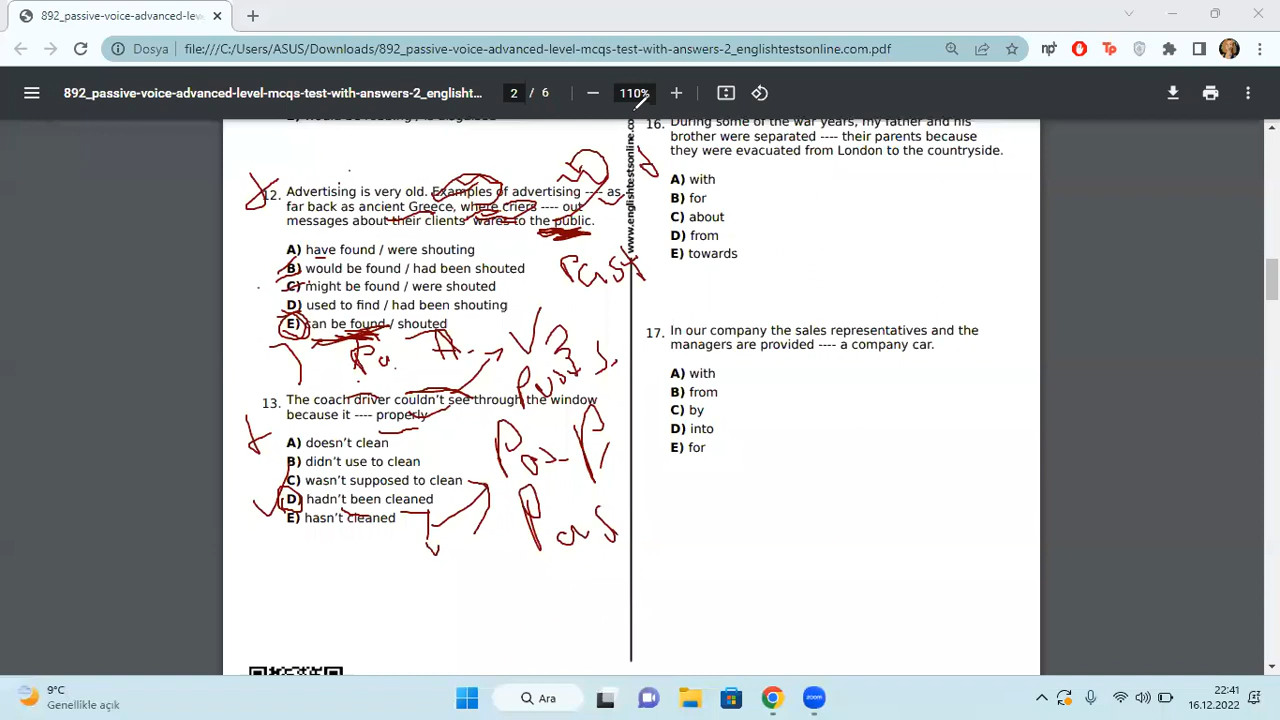 892_passive-voice-advanced-lev
Dosya
file:///C:/Users/ASUS/Downloads/892_passive-voice-advanced-level-mcqs-test-with-answers-2_englishtestsonline.com.pdf
892_passive-voice-advanced-level-mcqs-test-with-answers-2_englisht...
2 / 6
110%
12. Advertising is very old. Examples of advertising ---- as
far back as ancient Greece, where criers ---- out
messages about their clients' wares to the public.
A) have found / were shouting
B) would be found / had been shouted
C) might be found / were shouted
D) used to find / had been shouting
E) can be found / shouted
Past
Pa.
A.
V3
13. The coach driver couldn't see through the window
because it ---- properly
A) doesn't clean
B) didn't use to clean
C) wasn't supposed to clean
D) hadn't been cleaned
E) hasn't cleaned
Pas
www.englishtestsonline.co
16. During some of the war years, my father and his
brother were separated ---- their parents because
they were evacuated from London to the countryside.
A) with
B) for
C) about
D) from
E) towards
17. In our company the sales representatives and the
managers are provided ---- a company car.
A) with
B) from
C) by
D) into
E) for
9°C
Genellikle açık
Ara
22:41
16.12.2022